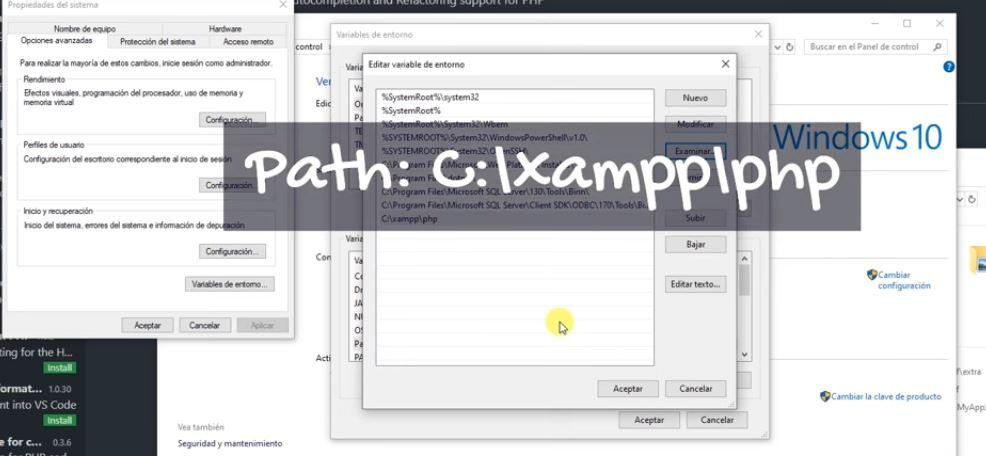 Propiedades del sistema
Nombre de equipo
Hardware
Opciones avanzadas
Protección del sistema
Acceso remoto
Para realizar la mayoría de estos cambios, inicie sesión como administrador.
Rendimiento
Efectos visuales, programación del procesador, uso de memoria y
memoria virtual
Configuración...
Perfiles de usuario
Configuración del escritorio correspondiente al inicio de sesión
Inicio y recuperación
Inicio del sistema, errores del sistema e información de depuración
Configuración...
Variables de entorno...
Aceptar
Cancelar
Aplicar
utocompletion and Refactoring support for PHP
control
Buscar en el Panel de control
Variables de entorno
Editar variable de entorno
%SystemRoot%\system32
%SystemRoot%
%SystemRoot%\System32\Wbem
%SYSTEMROOT%\System32\WindowsPowerShell\v1.0\
C:\Program Files\Microsoft SQL Server\130\Tools\Binn\
C:\Program Files\Microsoft SQL Server\Client SDK\ODBC\170\Tools\Bi
C:\xampp\php
Nuevo
Modificar
Examinar...
Subir
Bajar
Editar texto...
Aceptar
Cancelar
Aceptar
Cancelar
Path: C:|xampp|php
Windows 10
Cambiar
configuración
Cambiar la clave de producto
Vea también
Seguridad y mantenimiento
ting for the H...
Install
format... 1.0.30
nt into VS Code
Install
e for c... 0.3.6
f\extra
MyApp